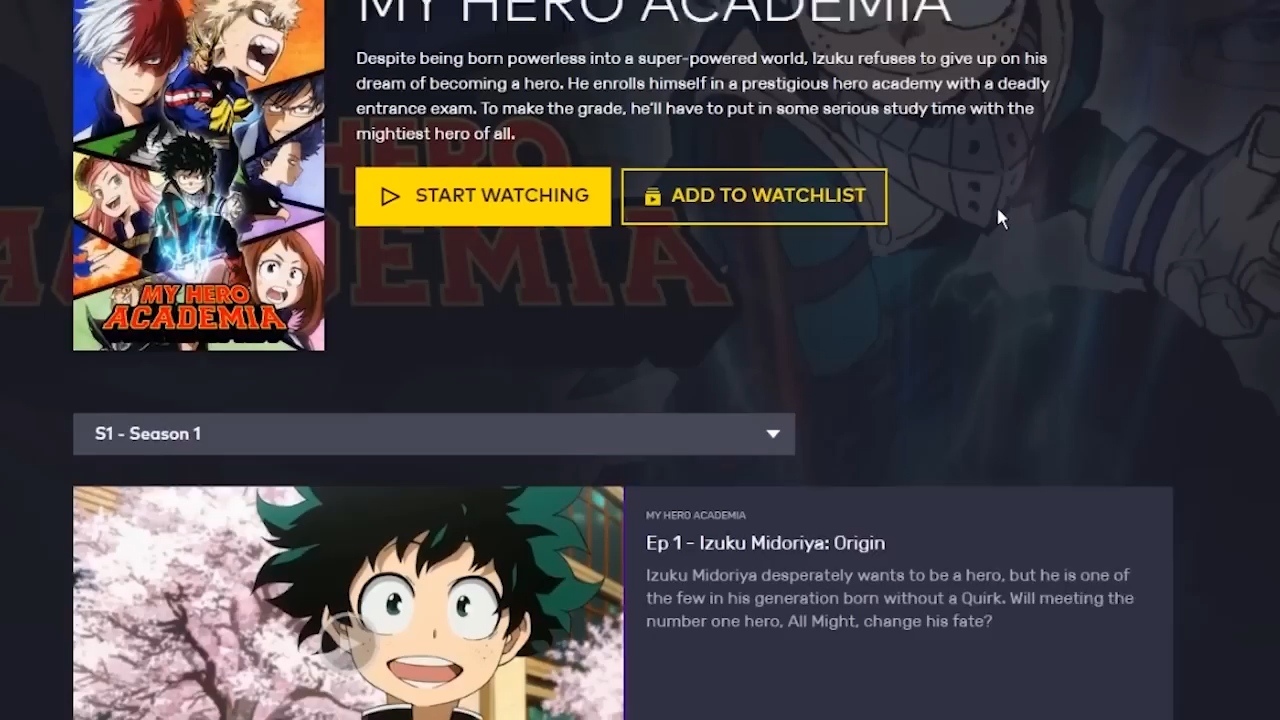 MY HERO ACADEMIA
Despite being born powerless into a super-powered world, Izuku refuses to give up on his
dream of becoming a hero. He enrolls himself in a prestigious hero academy with a deadly
entrance exam. To make the grade, he'll have to put in some serious study time with the
mightiest hero of all.
START WATCHING
ADD TO WATCHLIST
HERO
ACADEMIA
MY HERO
ACADEMIA
S1 - Season 1
MY HERO ACADEMIA
Ep 1 - Izuku Midoriya: Origin
Izuku Midoriya desperately wants to be a hero, but he is one of
the few in his generation born without a Quirk. Will meeting the
number one hero, All Might, change his fate?